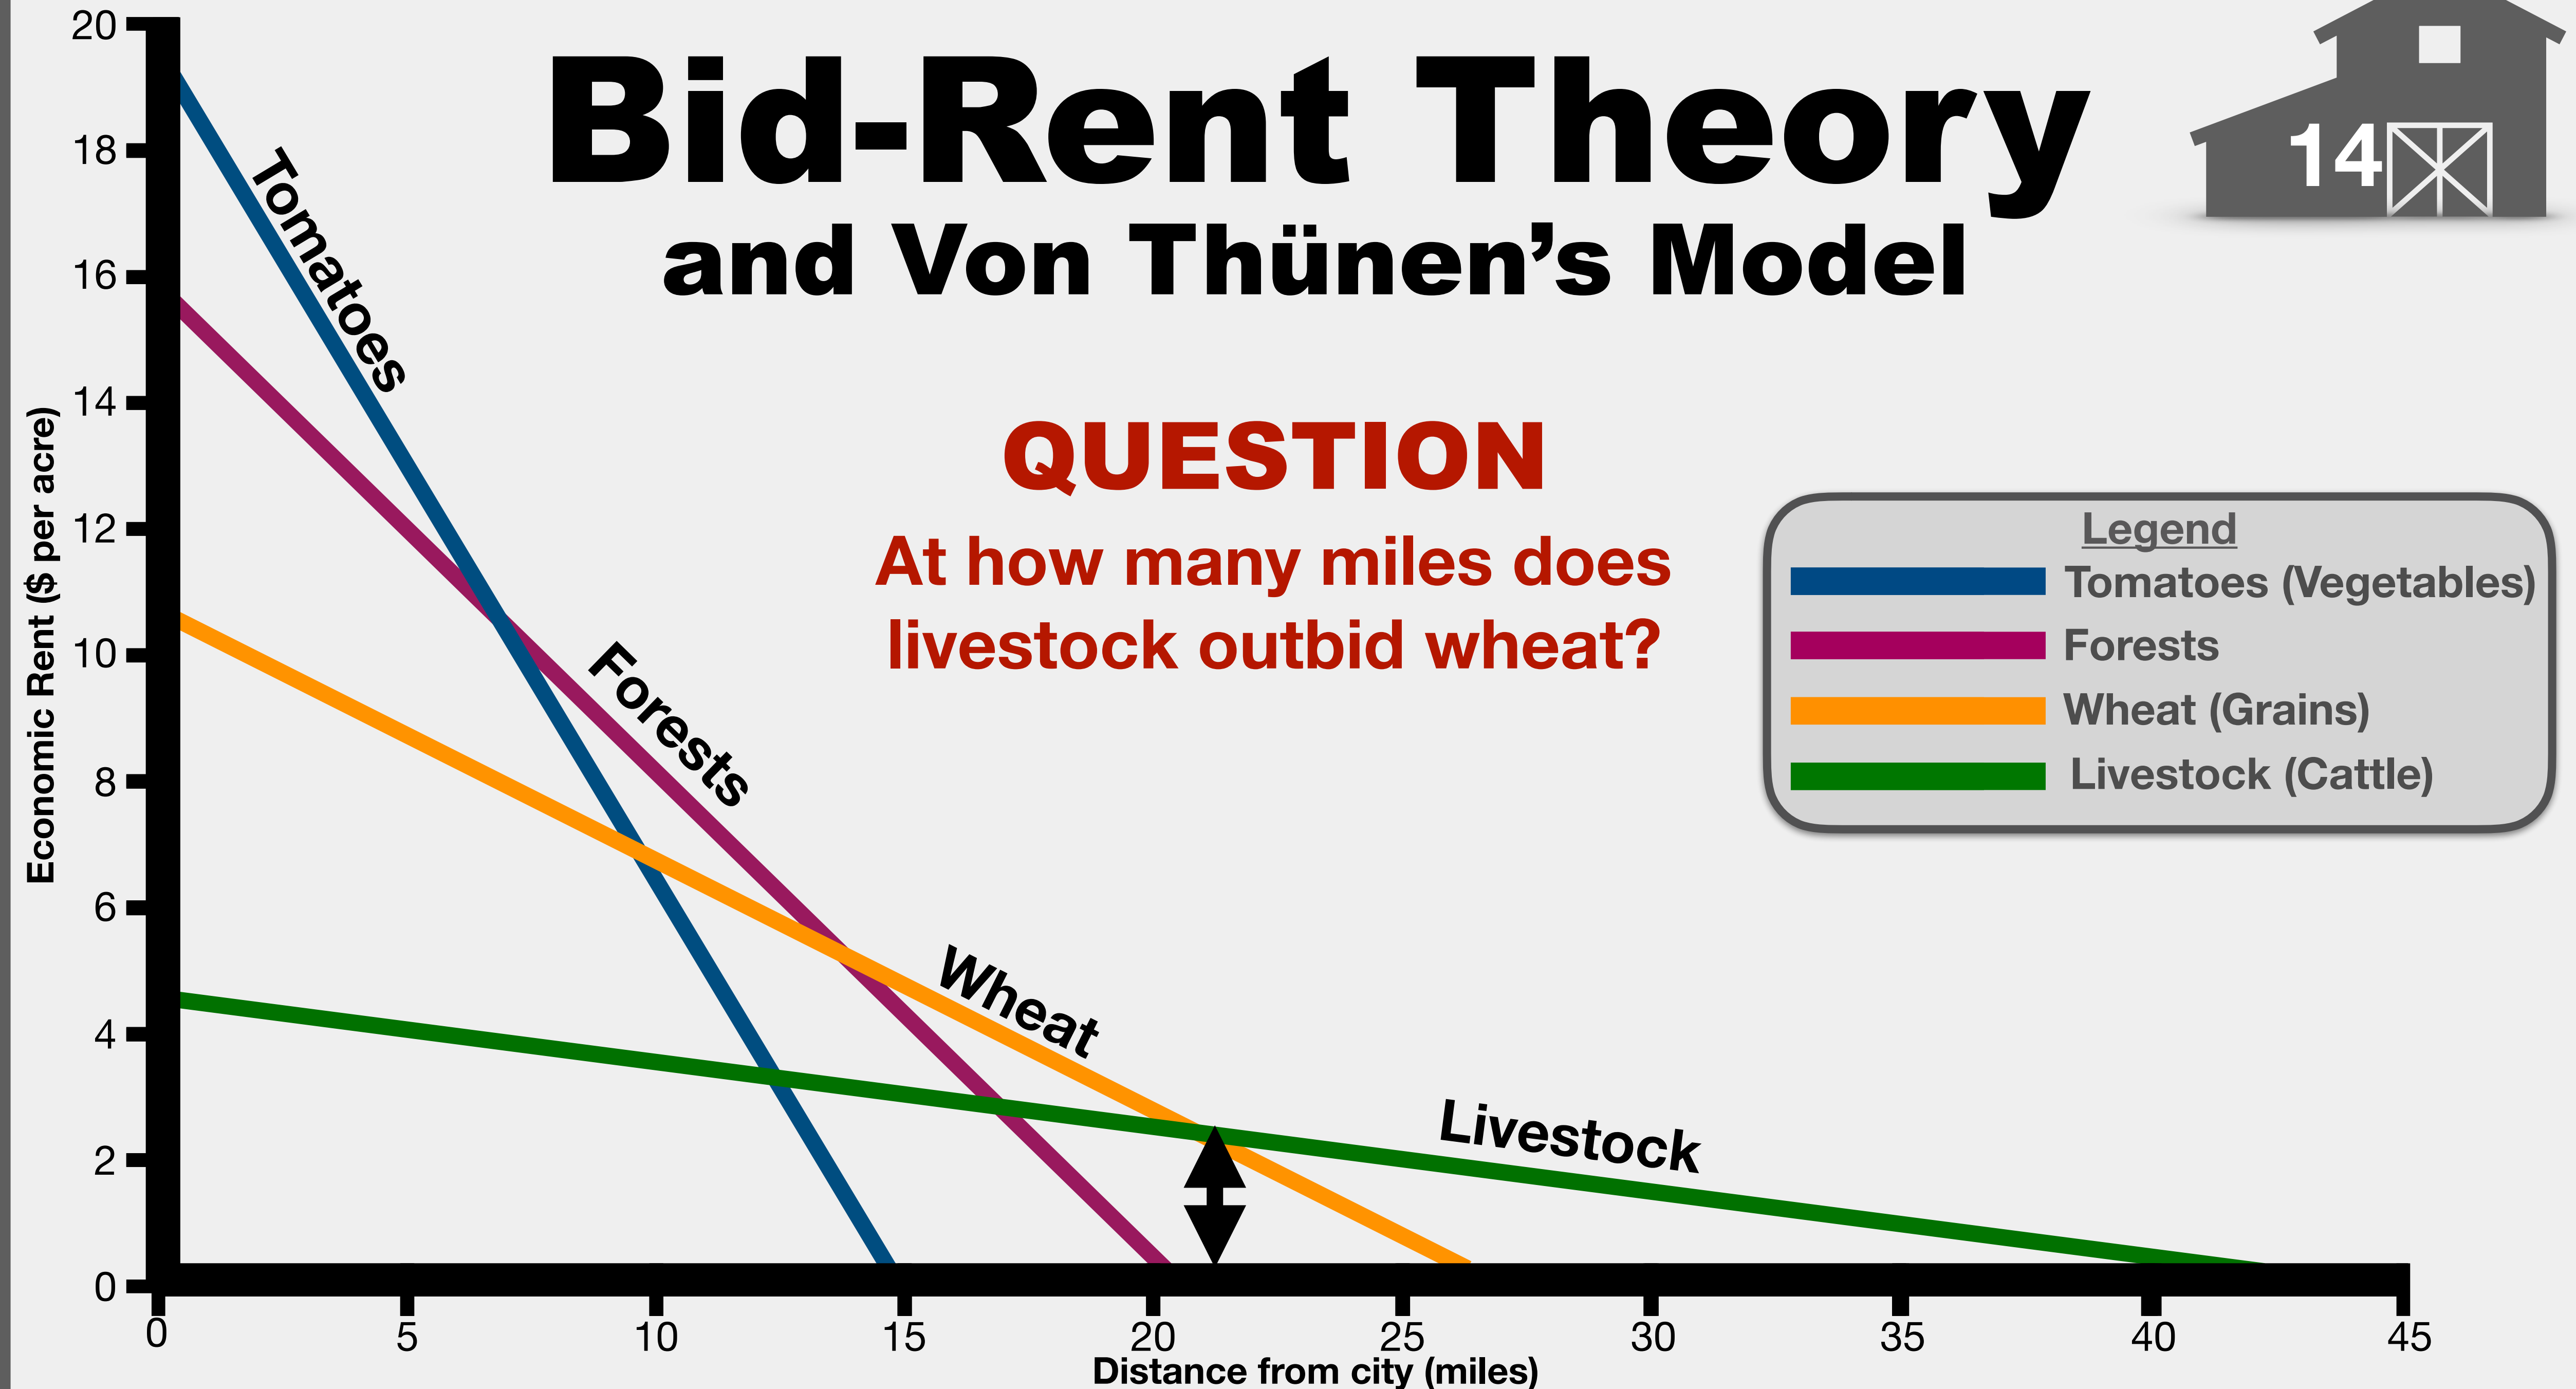 Bid-Rent Theory
and Von Thünen’s Model
14
QUESTION
At how many miles does
livestock outbid wheat?
Legend
Tomatoes (Vegetables)
Forests
Wheat (Grains)
Livestock (Cattle)
Economic Rent ($ per acre)
20
18
16
14
12
10
8
6
4
2
0
Tomatoes
Forests
Wheat
Livestock
0 5 10 15 20 25 30 35 40 45
Distance from city (miles)